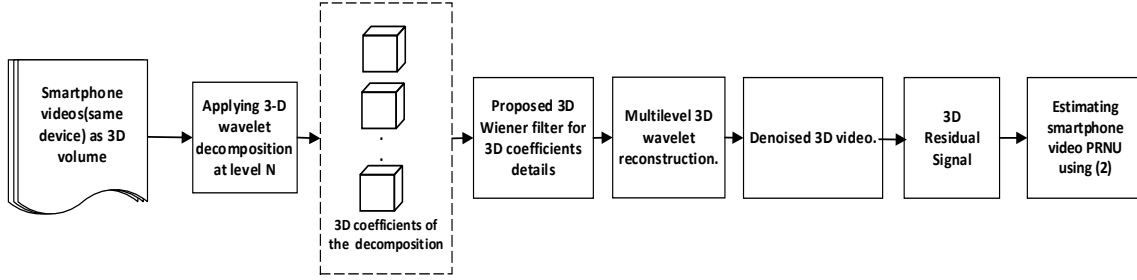 Smartphone
videos(same
device) as 3D
volume
Applying 3-D
wavelet
decomposition
at level N
3D coefficients of
the decomposition
Proposed 3D
Wiener filter for
3D coefficients
details
Multilevel 3D
wavelet
reconstruction.
Denoised 3D video.
3D
Residual
Signal
Estimating
smartphone
video PRNU
using (2)